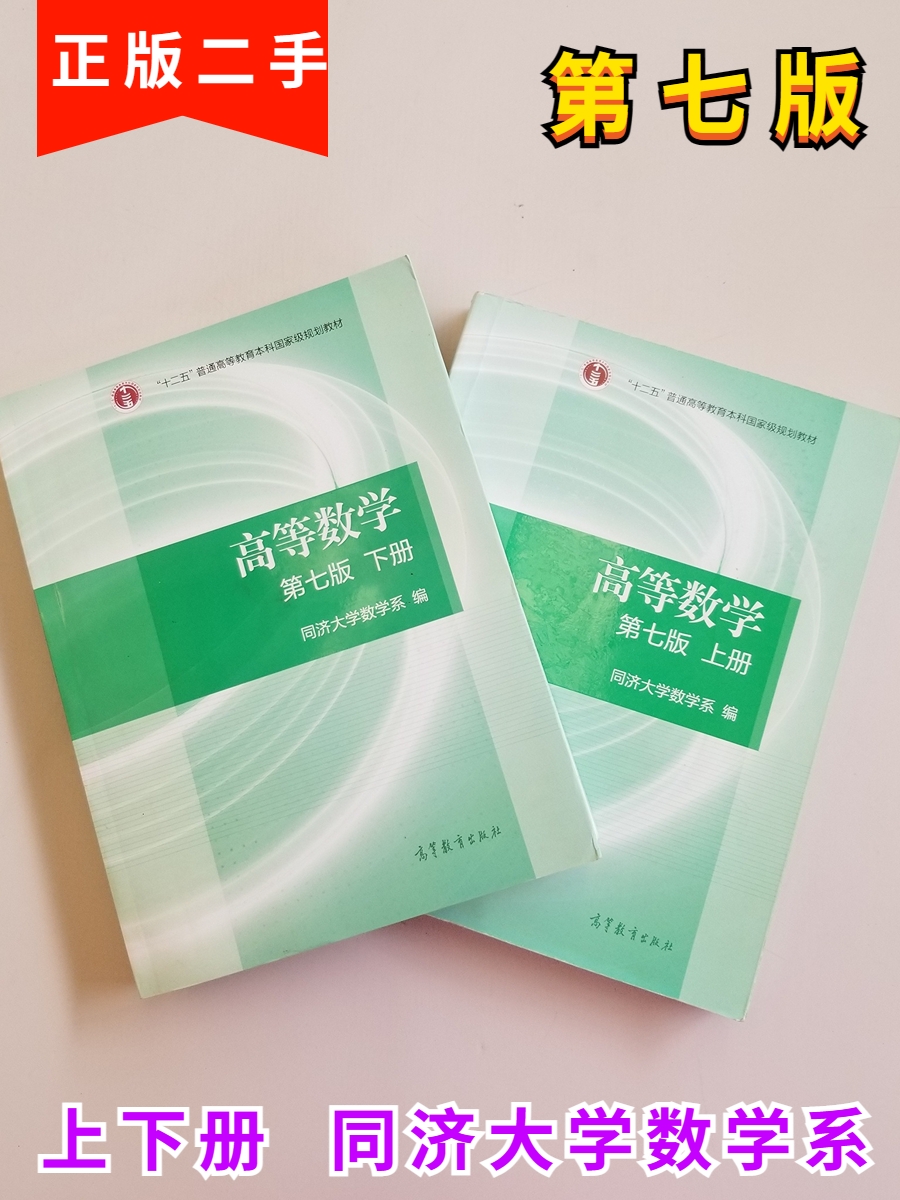 正版二手
第七版
“十二五”普通高等教育本科国家级规划教材
高等数学
第七版 下册
同济大学数学系 编
高等教育出版社
“十二五”普通高等教育本科国家级规划教材
高等数学
第七版 上册
同济大学数学系 编
高等教育出版社
上下册 同济大学数学系